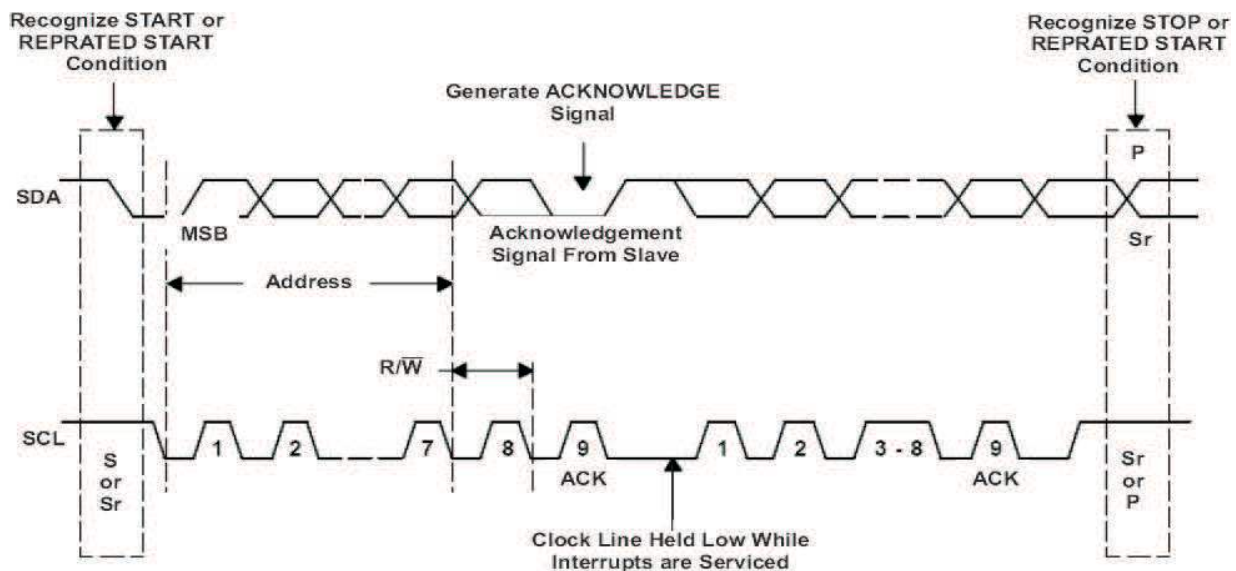 Recognize START or
REPRATED START
Condition
Recognize STOP or
REPRATED START
Condition
Generate ACKNOWLEDGE
Signal
P
SDA
MSB
Acknowledgement
Signal From Slave
Sr
Address
R/W̅
SCL
1
2
7
8
9
1
2
3 - 8
9
S
or
Sr
ACK
ACK
Sr
or
P
Clock Line Held Low While
Interrupts are Serviced